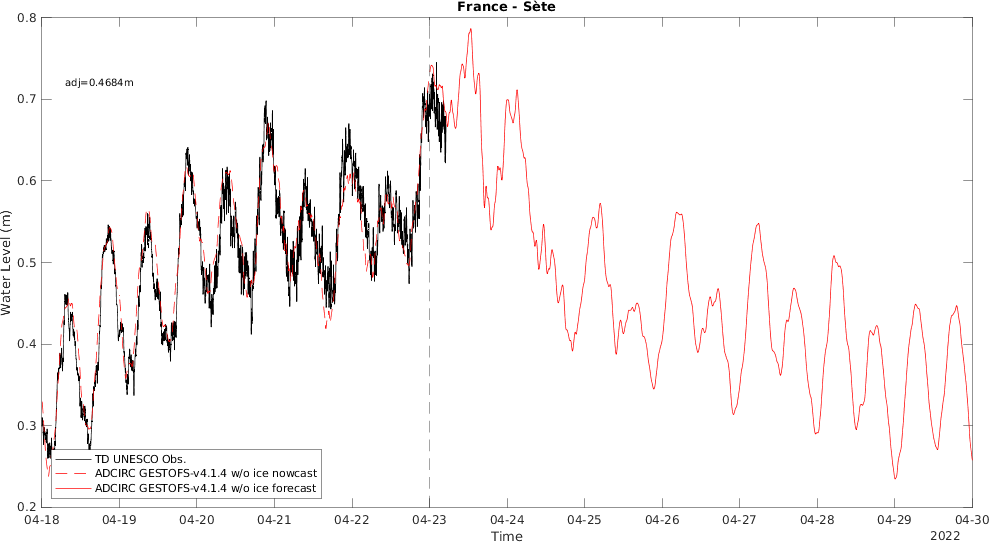 France - Sète
0.8
adj=0.4684m
0.7
0.6
0.5
Water Level (m)
0.4
0.3
TD UNESCO Obs.
ADCIRC GESTOFS-v4.1.4 w/o ice nowcast
ADCIRC GESTOFS-v4.1.4 w/o ice forecast
0.2
04-18 04-19 04-20 04-21 04-22 04-23 04-24 04-25 04-26 04-27 04-28 04-29 04-30
Time 2022